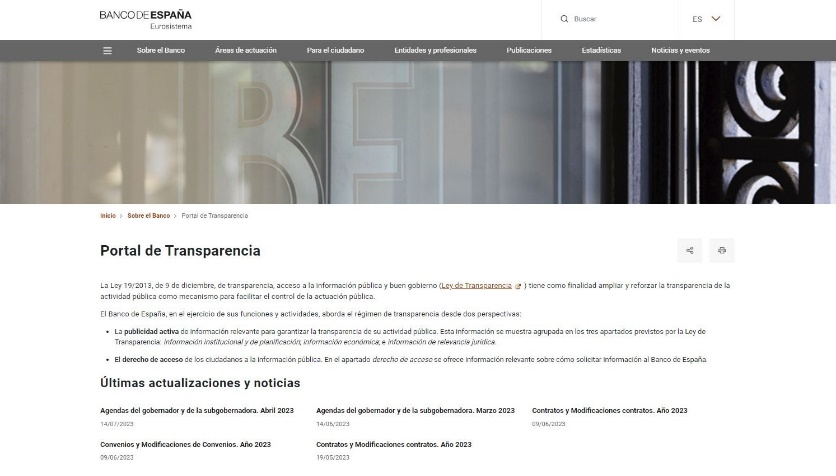 BANCO DE ESPAÑA
Eurosistema
Buscar
ES
Sobre el Banco
Áreas de actuación
Para el ciudadano
Entidades y profesionales
Publicaciones
Estadísticas
Noticias y eventos
BE
Inicio > Sobre el Banco > Portal de Transparencia
Portal de Transparencia
La Ley 19/2013, de 9 de diciembre, de transparencia, acceso a la información pública y buen gobierno (Ley de Transparencia ) tiene como finalidad ampliar y reforzar la transparencia de la
actividad pública como mecanismo para facilitar el control de la actuación pública.
El Banco de España, en el ejercicio de sus funciones y actividades, aborda el régimen de transparencia desde dos perspectivas:
• La publicidad activa de información relevante para garantizar la transparencia de su actividad pública. Esta información se muestra agrupada en los tres apartados previstos por la Ley de
Transparencia: información institucional y de planificación; información económica; e información de relevancia jurídica.
• El derecho de acceso de los ciudadanos a la información pública. En el apartado derecho de acceso se ofrece información relevante sobre cómo solicitar información al Banco de España.
Últimas actualizaciones y noticias
Agendas del gobernador y de la subgobernadora. Abril 2023
14/07/2023
Agendas del gobernador y de la subgobernadora. Marzo 2023
14/06/2023
Contratos y Modificaciones contratos. Año 2023
09/06/2023
Convenios y Modificaciones de Convenios. Año 2023
09/06/2023
Contratos y Modificaciones contratos. Año 2023
19/05/2023